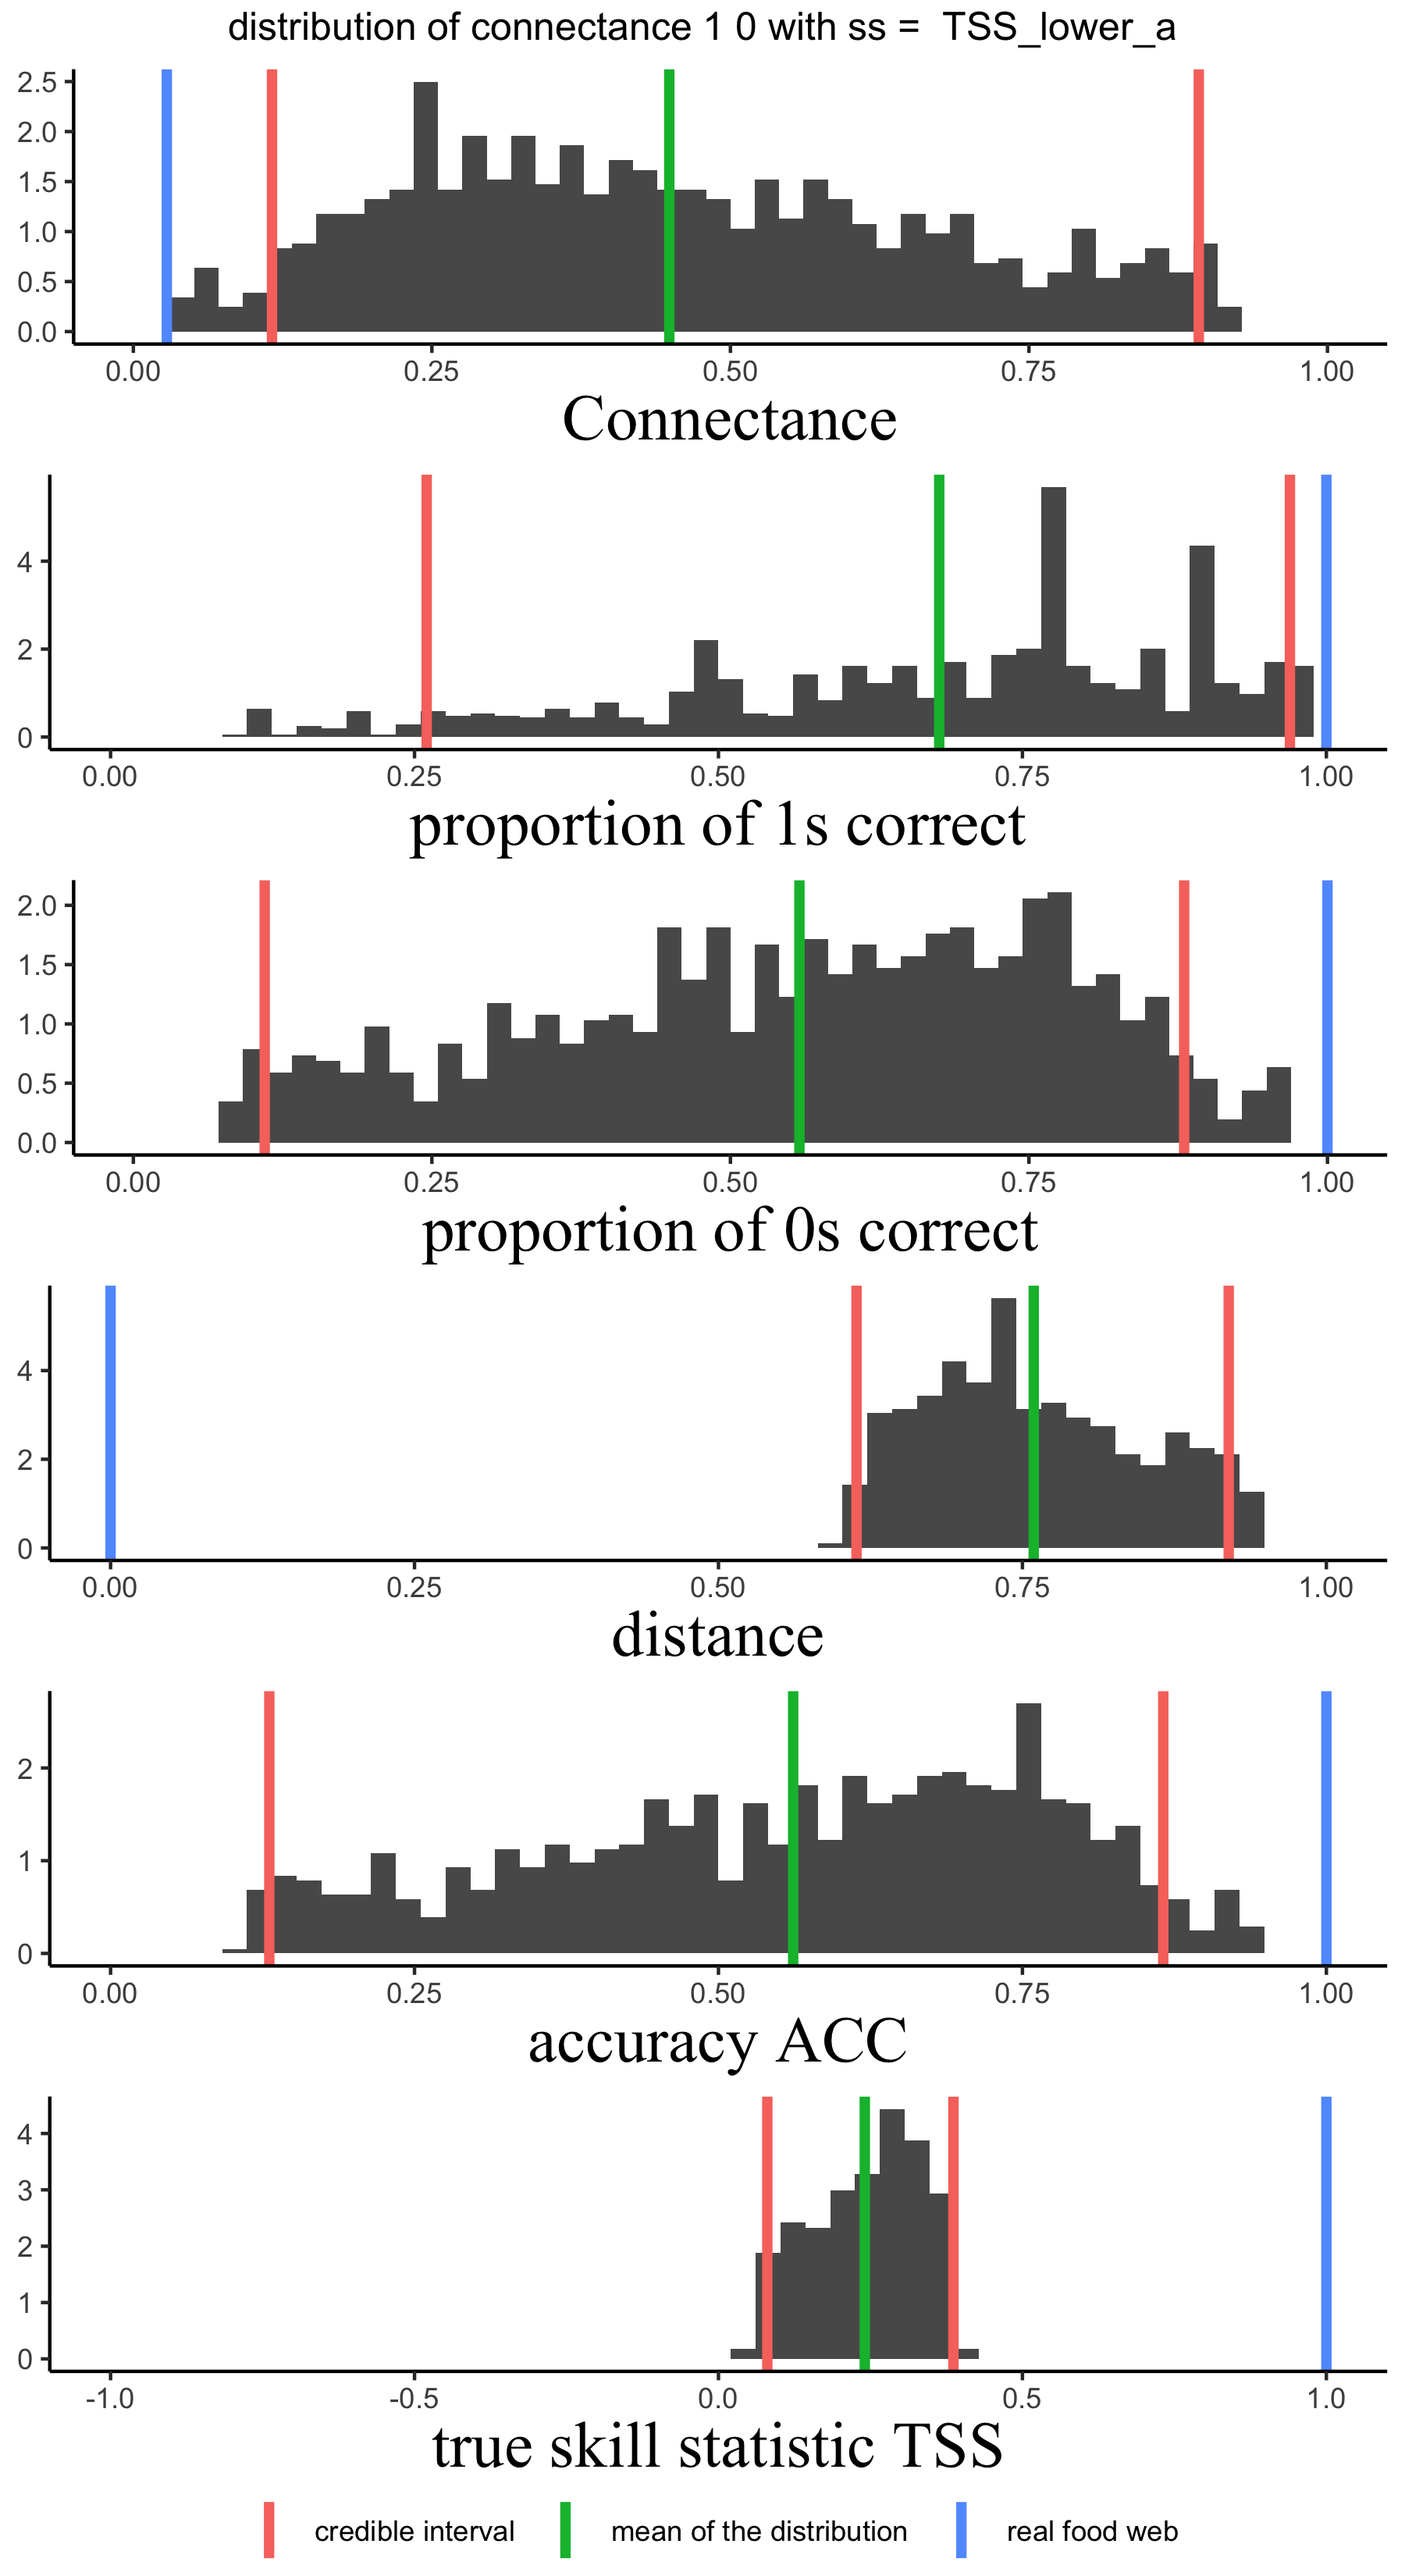 distribution of connectance 1 0 with ss =  TSS_lower_a
2.5
2.0
1.5
1.0
0.5
0.0
0.00 0.25 0.50 0.75 1.00
Connectance
4
2
0
0.00 0.25 0.50 0.75 1.00
proportion of 1s correct
2.0
1.5
1.0
0.5
0.0
0.00 0.25 0.50 0.75 1.00
proportion of 0s correct
4
2
0
0.00 0.25 0.50 0.75 1.00
distance
2
1
0
0.00 0.25 0.50 0.75 1.00
accuracy ACC
4
3
2
1
0
-1.0 -0.5 0.0 0.5 1.0
true skill statistic TSS
credible interval mean of the distribution real food web